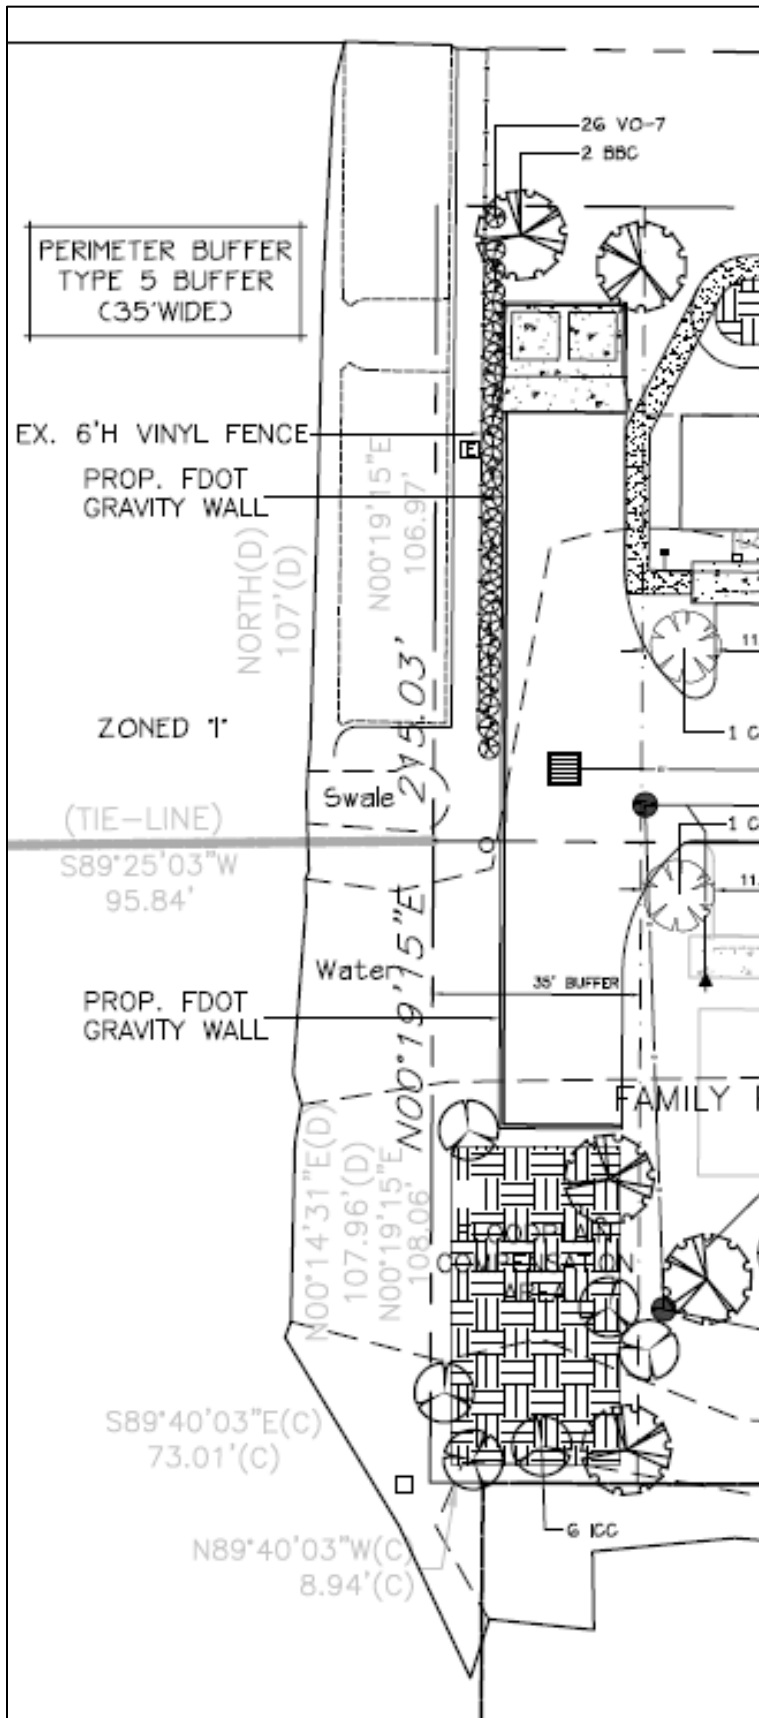 26 VO-7
2 BBC
PERIMETER BUFFER
TYPE 5 BUFFER
(35'WIDE)
EX. 6'H VINYL FENCE
E
PROP. FDOT
GRAVITY WALL
N00°19'15"E
106.97'
NORTH(D)
107'(D)
215.03'
11
ZONED "I"
1 C
Swale
(TIE-LINE)
S89°25'03"W
95.84'
1 C
11.
Water
35' BUFFER
N00°19'15"E
PROP. FDOT
GRAVITY WALL
FAMILY
N00°14'31"E(D)
107.96'(D)
N00°19'15"E
108.06'
COMPENSATION
AREA
S89°40'03"E(C)
73.01'(C)
6 ICC
N89°40'03"W(C)
8.94'(C)